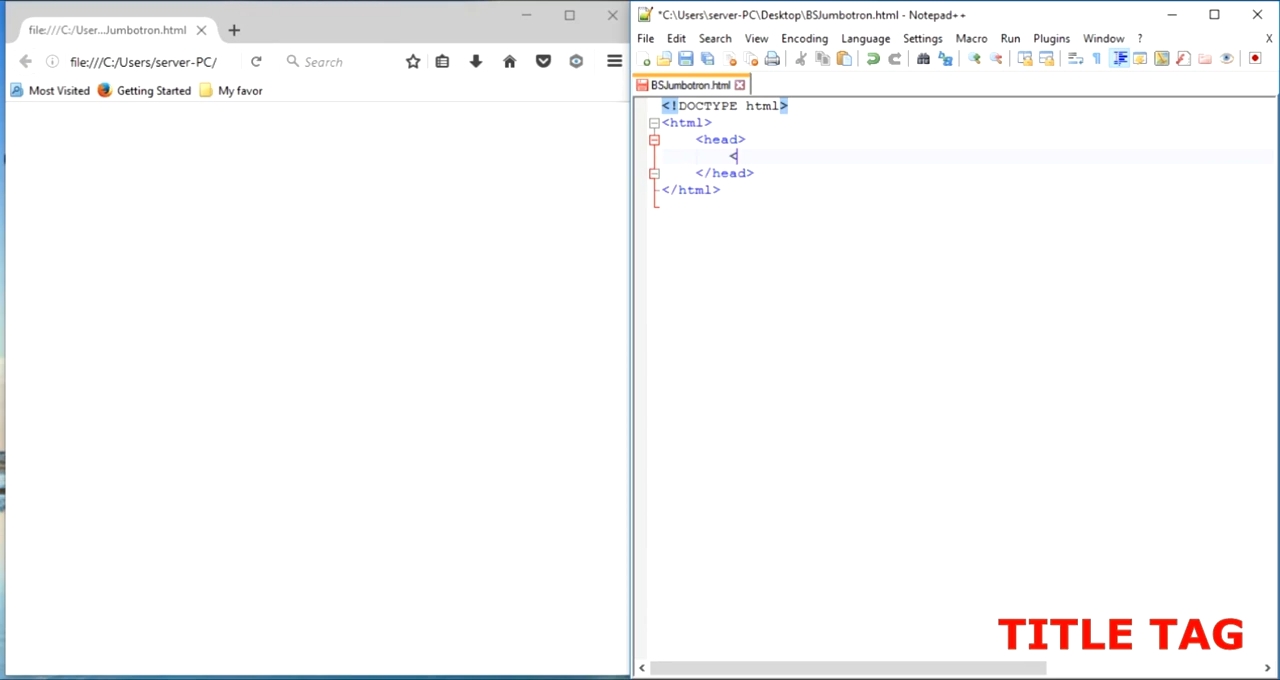 file:///C:/User...Jumbotron.html
file:///C:/Users/server-PC/
Search
Most Visited
Getting Started
My favor
*C:\Users\server-PC\Desktop\BSJumbotron.html - Notepad++
File Edit Search View Encoding Language Settings Macro Run Plugins Window ? X
BSJumbotron.html
<!DOCTYPE html>
<html>
<head>
<
</head>
</html>
TITLE TAG